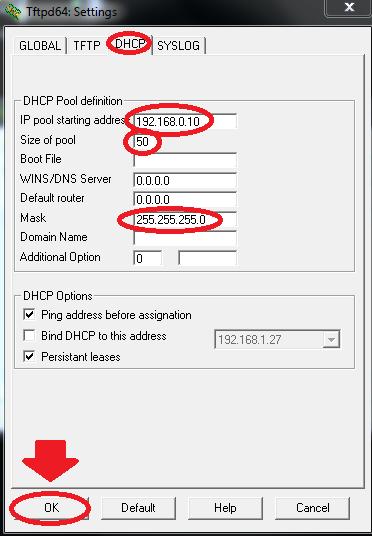 Tftpd64: Settings
GLOBAL TFTP DHCP SYSLOG
DHCP Pool definition
IP pool starting address 192.168.0.10
Size of pool 50
Boot File
WINS/DNS Server 0.0.0.0
Default router 0.0.0.0
Mask 255.255.255.0
Domain Name
Additional Option 0
DHCP Options
Ping address before assignation
Bind DHCP to this address 192.168.1.27
Persistant leases
OK Default Help Cancel